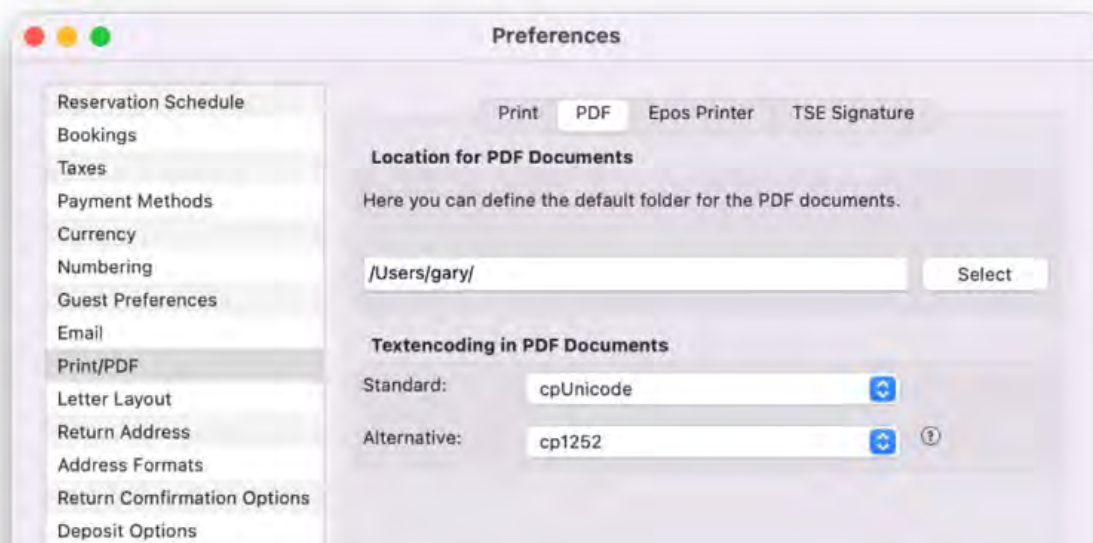 Preferences
Reservation Schedule
Bookings
Taxes
Payment Methods
Currency
Numbering
Guest Preferences
Email
Print/PDF
Letter Layout
Return Address
Address Formats
Return Comfirmation Options
Deposit Options
Print PDF Epos Printer TSE Signature
Location for PDF Documents
Here you can define the default folder for the PDF documents.
/Users/gary/ Select
Textencoding in PDF Documents
Standard: cpUnicode
Alternative: cp1252 ?